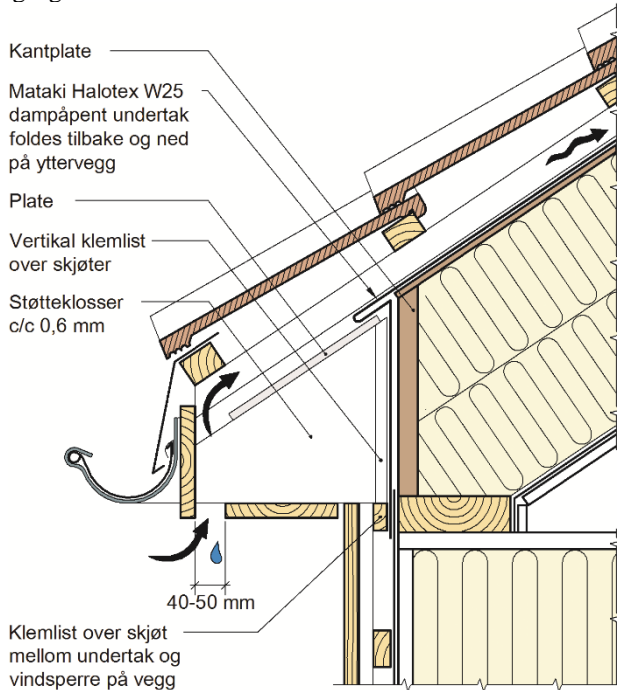 Kantplate
Mataki Halotex W25
dampåpent undertak
foldes tilbake og ned
på yttervegg
Plate
Vertikal klemlist
over skjøter
Støtteklosser
c/c 0,6 mm
40-50 mm
Klemlist over skjøt
mellom undertak og
vindsperre på vegg